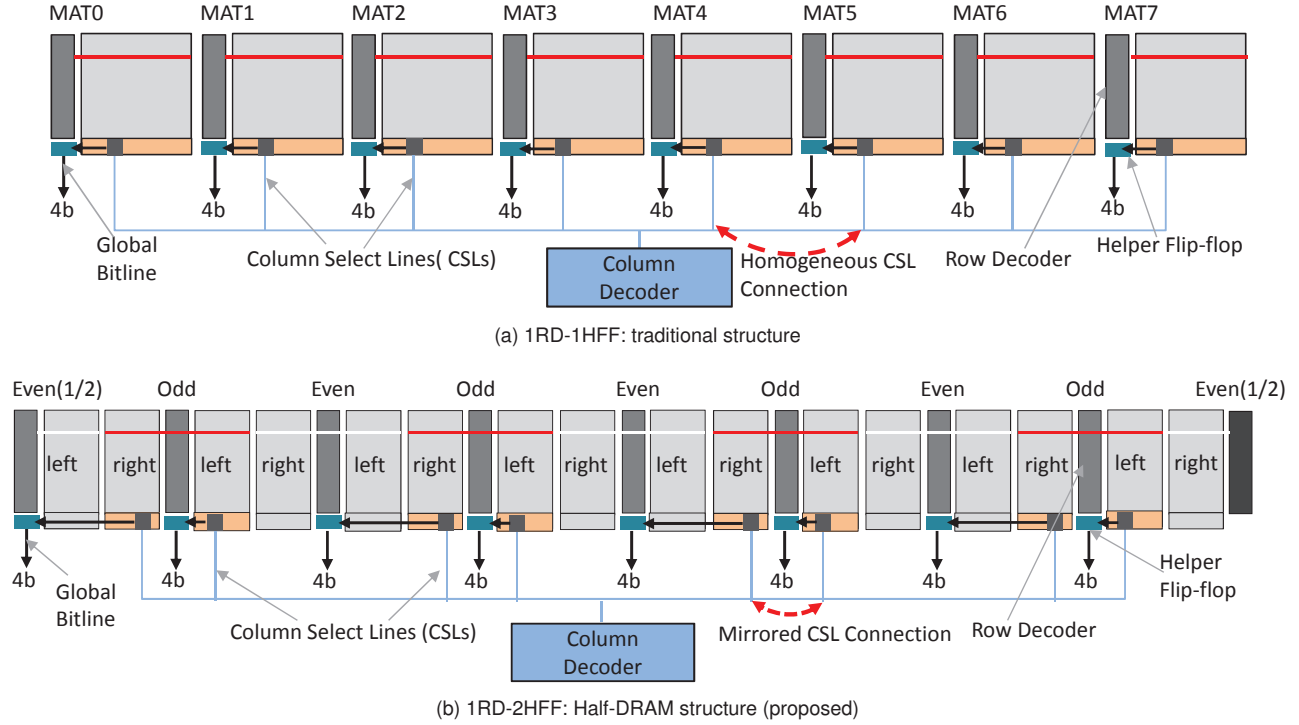 MAT0 MAT1 MAT2 MAT3 MAT4 MAT5 MAT6 MAT7
4b 4b 4b 4b 4b 4b 4b 4b
Global
Bitline
Column Select Lines( CSLs)
Column
Decoder
Homogeneous CSL
Connection
Row Decoder
Helper Flip-flop
(a) 1RD-1HFF: traditional structure
Even(1/2) Odd Even Odd Even Odd Even Odd Even(1/2)
left right left right left right left right left right left right left right left right
4b 4b 4b 4b 4b 4b 4b 4b
Global
Bitline
Column Select Lines (CSLs)
Column
Decoder
Mirrored CSL Connection
Row Decoder
Helper
Flip-flop
(b) 1RD-2HFF: Half-DRAM structure (proposed)